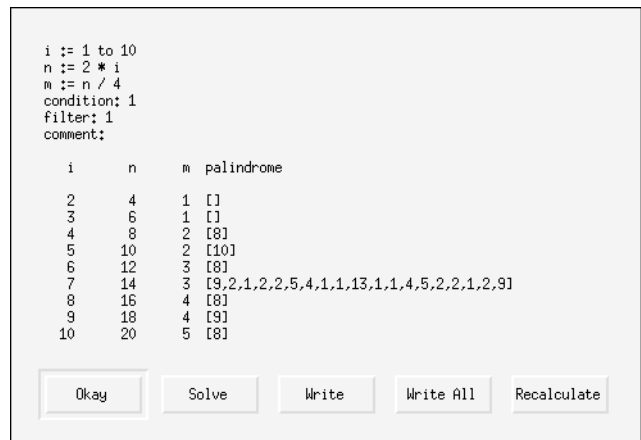 i := 1 to 10
n := 2 * i
m := n / 4
condition: 1
filter: 1
comment:
i n m palindrome
2 4 1 []
3 6 1 []
4 8 2 [8]
5 10 2 [10]
6 12 3 [8]
7 14 3 [9,2,1,2,2,5,4,1,1,13,1,1,4,5,2,2,1,2,9]
8 16 4 [8]
9 18 4 [9]
10 20 5 [8]
Okay Solve Write Write All Recalculate